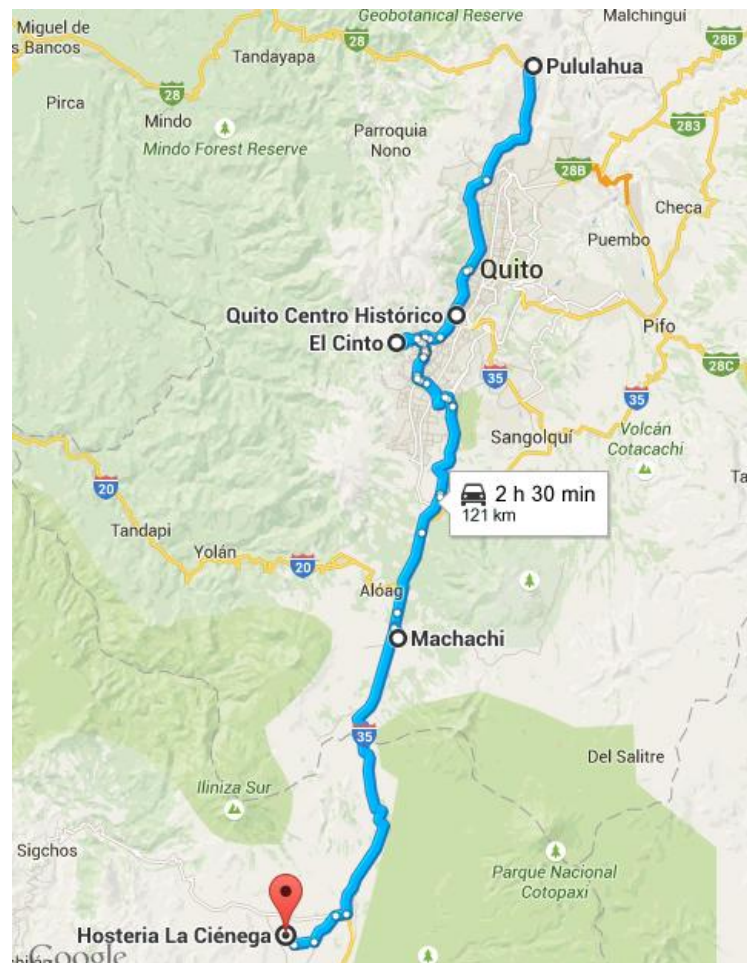 Geobotanical Reserve
Malchingui
Miguel de
s Bancos
Tandayapa
28
28B
Pululahua
28
Pirca
Mindo
Mindo Forest Reserve
Parroquia
Nono
283
28B
Checa
Puembo
Quito
Quito Centro Histórico
El Cinto
Pifo
28C
35
35
Sangolquí
Volcán
Cotacachi
Ta
20
2 h 30 min
121 km
Tandapi
Yolán
20
Alóag
Machachi
35
Del Salitre
Iliniza Sur
Sigchos
Parque Nacional
Cotopaxi
Hosteria La Ciénega
Google